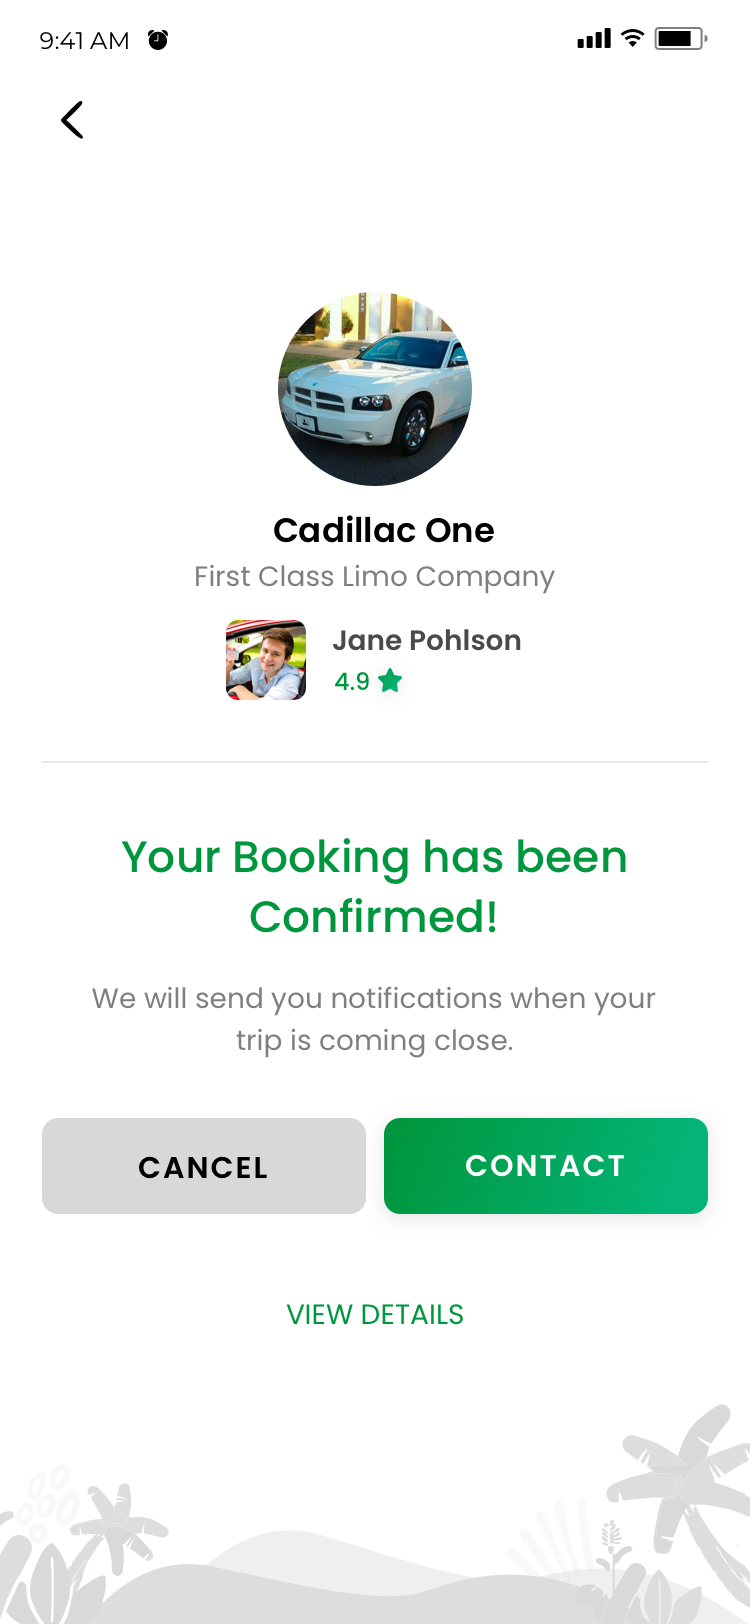 9:41 AM
Cadillac One
First Class Limo Company
Jane Pohlson
4.9
Your Booking has been
Confirmed!
We will send you notifications when your
trip is coming close.
CANCEL
CONTACT
VIEW DETAILS